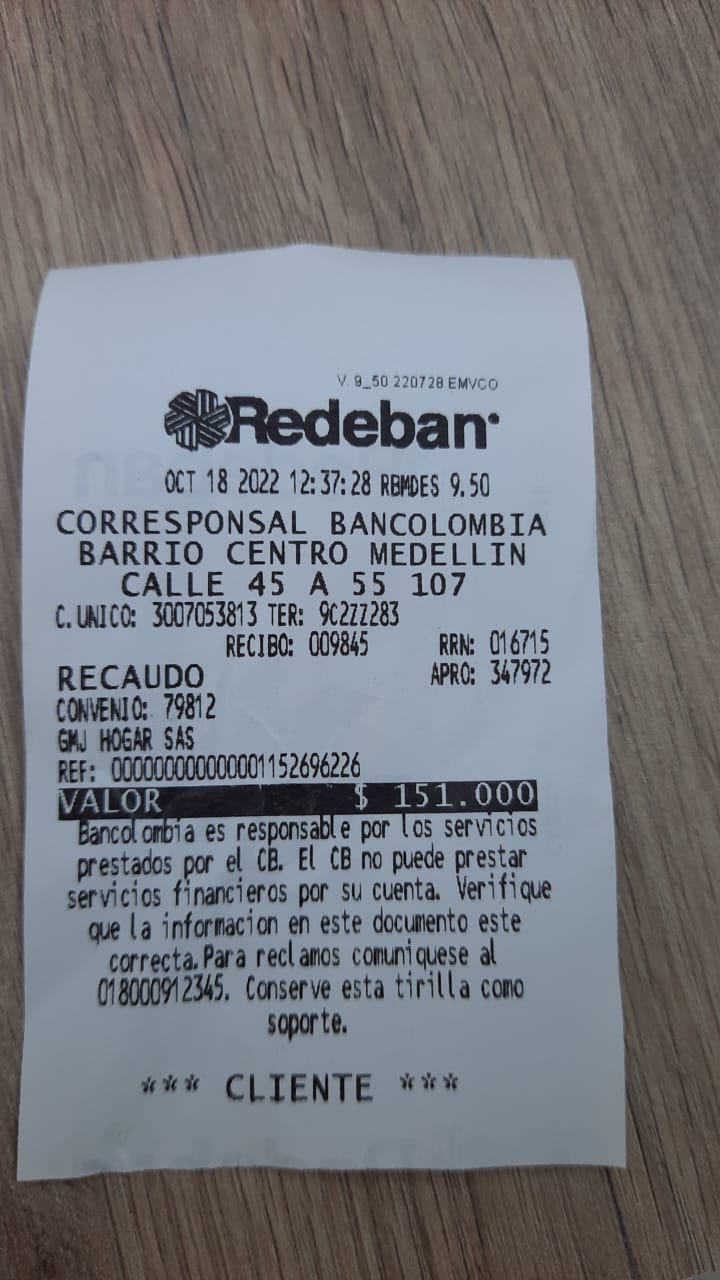 V. 9_50 220728 EMVCO
Redeban
OCT 18 2022 12:37:28 RBMDES 9.50
CORRESPONSAL BANCOLOMBIA
BARRIO CENTRO MEDELLIN
CALLE 45 A 55 107
C.UNICO: 3007053813 TER: 9C2ZZ283
RECIBO: 009845 RRN: 016715
RECAUDO APRO: 347972
CONVENIO: 79812
GMJ HOGAR SAS
REF: 000000000000001152696226
VALOR $ 151.000
Bancolombia es responsable por los servicios
prestados por el CB. El CB no puede prestar
servicios financieros por su cuenta. Verifique
que la informacion en este documento este
correcta.Para reclamos comuniquese al
018000912345. Conserve esta tirilla como
soporte.
*** CLIENTE ***